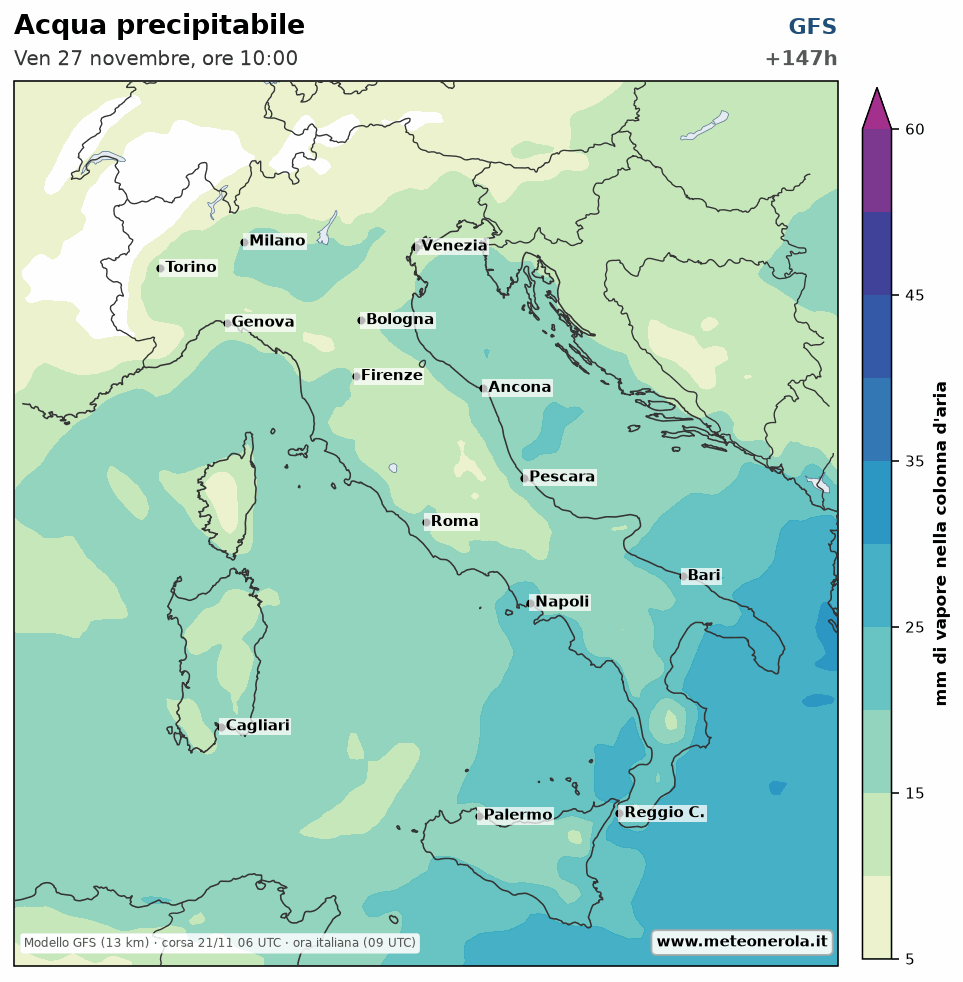 Acqua precipitabile
GFS
Ven 27 novembre, ore 10:00
+147h
60
45
35
25
15
5
mm di vapore nella colonna d'aria
Milano
Venezia
Torino
Genova
Bologna
Firenze
Ancona
Pescara
Roma
Bari
Napoli
Cagliari
Palermo
Reggio C.
Modello GFS (13 km) · corsa 21/11 06 UTC · ora italiana (09 UTC)
www.meteonerola.it